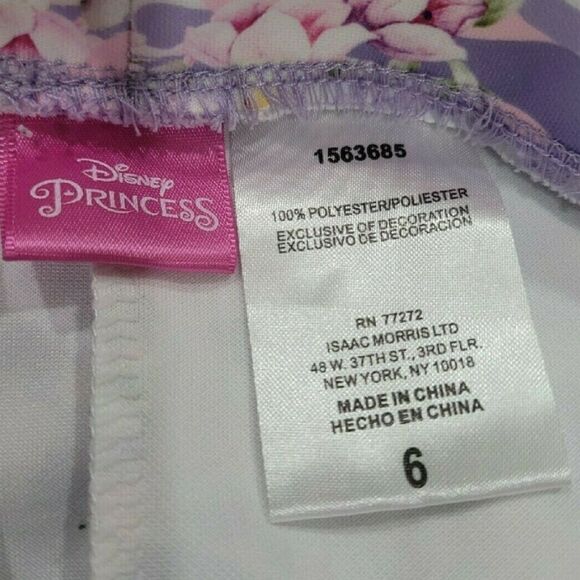 Disney
PRINCESS
1563685
100% POLYESTER/POLIESTER
EXCLUSIVE OF DECORATION
EXCLUSIVO DE DECORACION
RN 77272
ISAAC MORRIS LTD
48 W. 37TH ST., 3RD FLR.
NEW YORK, NY 10018
MADE IN CHINA
HECHO EN CHINA
6